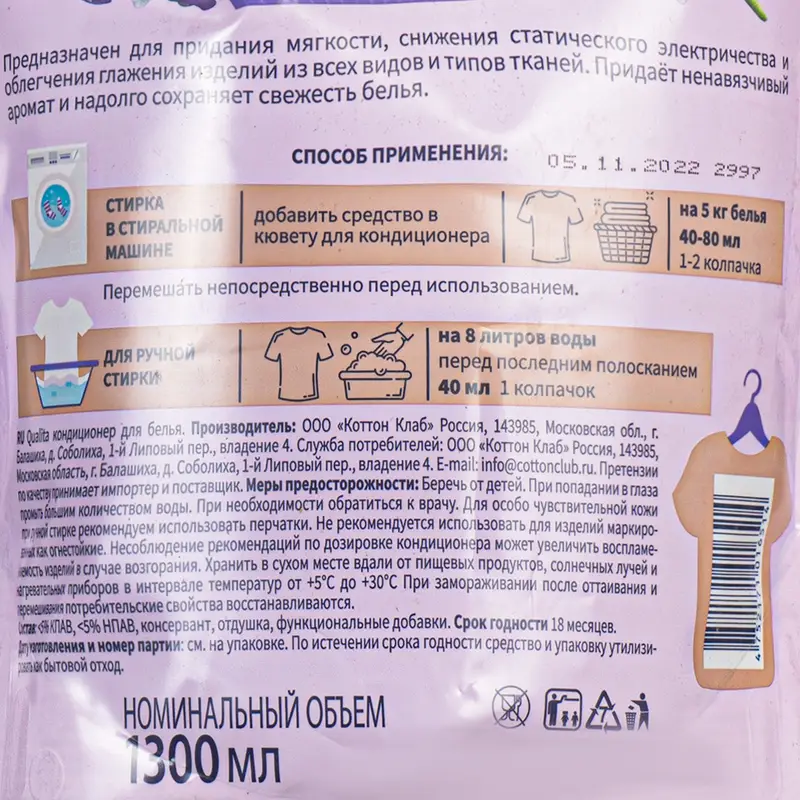 Предназначен для придания мягкости, снижения статического электричества и
облегчения глажения изделий из всех видов и типов тканей. Придаёт ненавязчивый
аромат и надолго сохраняет свежесть белья.
СПОСОБ ПРИМЕНЕНИЯ:
05.11.2022 2997
СТИРКА
В СТИРАЛЬНОЙ
МАШИНЕ
добавить средство в
кювету для кондиционера
на 5 кг белья
40-80 мл
1-2 колпачка
Перемешать непосредственно перед использованием.
ДЛЯ РУЧНОЙ
СТИРКИ
на 8 литров воды
перед последним полосканием
40 мл 1 колпачок
RU Qualita кондиционер для белья. Производитель: ООО «Коттон Клаб» Россия, 143985, Московская обл., г.
Балашиха, д. Соболиха, 1-й Липовый пер., владение 4. Служба потребителей: ООО «Коттон Клаб» Россия, 143985,
Московская область, г. Балашиха, д. Соболиха, 1-й Липовый пер., владение 4. E-mail: info@cottonclub.ru. Претензии
по качеству принимает импортер и поставщик. Меры предосторожности: Беречь от детей. При попадании в глаза
промыть большим количеством воды. При необходимости обратиться к врачу. Для особо чувствительной кожи
при ручной стирке рекомендуем использовать перчатки. Не рекомендуется использовать для изделий маркиро-
ванных как огнестойкие. Несоблюдение рекомендаций по дозировке кондиционера может увеличить воспламе-
няемость изделий в случае возгорания. Хранить в сухом месте вдали от пищевых продуктов, солнечных лучей и
нагревательных приборов в интервале температур от +5°С до +30°С При замораживании после оттаивания и
перемешивания потребительские свойства восстанавливаются.
Состав: <5% КПАВ, <5% НПАВ, консервант, отдушка, функциональные добавки. Срок годности 18 месяцев.
Дату изготовления и номер партии: см. на упаковке. По истечении срока годности средство и упаковку утилизи-
ровать как бытовой отход.
4 752171 016514
НОМИНАЛЬНЫЙ ОБЪЕМ
1300 мл